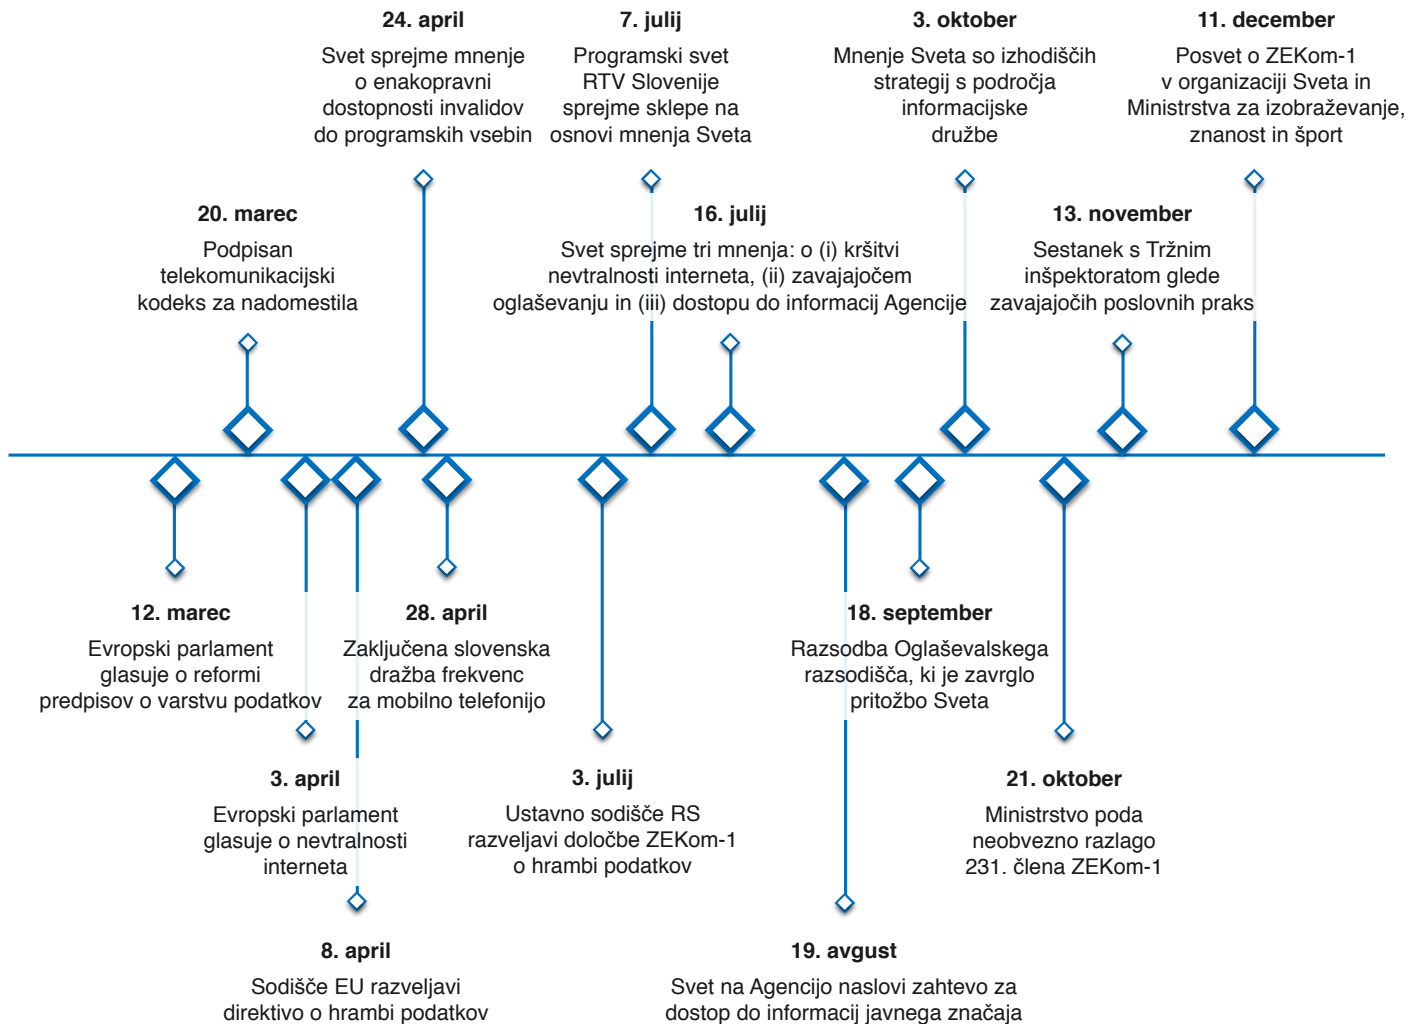 24. april
Svet sprejme mnenje
o enakopravni
dostopnosti invalidov
do programskih vsebin
7. julij
Programski svet
RTV Slovenije
sprejme sklepe na
osnovi mnenja Sveta
3. oktober
Mnenje Sveta so izhodiščih
strategij s področja
informacijske
družbe
11. december
Posvet o ZEKom-1
v organizaciji Sveta in
Ministrstva za izobraževanje,
znanost in šport
20. marec
Podpisan
telekomunikacijski
kodeks za nadomestila
16. julij
Svet sprejme tri mnenja: o (i) kršitvi
nevtralnosti interneta, (ii) zavajajočem
oglaševanju in (iii) dostopu do informacij Agencije
13. november
Sestanek s Tržnim
inšpektoratom glede
zavajajočih poslovnih praks
12. marec
Evropski parlament
glasuje o reformi
predpisov o varstvu podatkov
28. april
Zaključena slovenska
dražba frekvenc
za mobilno telefonijo
18. september
Razsodba Oglaševalskega
razsodišča, ki je zavrglo
pritožbo Sveta
3. april
Evropski parlament
glasuje o nevtralnosti
interneta
3. julij
Ustavno sodišče RS
razveljavi določbe ZEKom-1
o hrambi podatkov
21. oktober
Ministrstvo poda
neobvezno razlago
231. člena ZEKom-1
8. april
Sodišče EU razveljavi
direktivo o hrambi podatkov
19. avgust
Svet na Agencijo naslovi zahtevo za
dostop do informacij javnega značaja